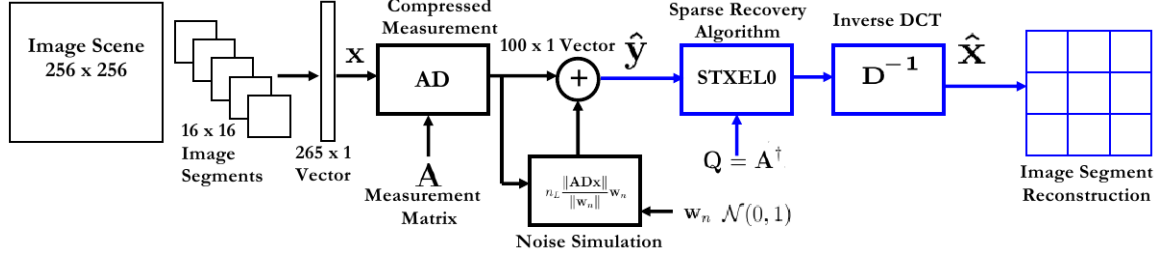 Image Scene
256 x 256
16 x 16
Image
Segments
265 x 1
Vector
x
Compressed
Measurement
AD
A
Measurement
Matrix
100 x 1 Vector
+
n_L ‖ADx‖/‖w_n‖ w_n
Noise Simulation
w_n N(0, 1)
ŷ
Sparse Recovery
Algorithm
STXEL0
Q = A†
Inverse DCT
D⁻¹
x̂
Image Segment
Reconstruction